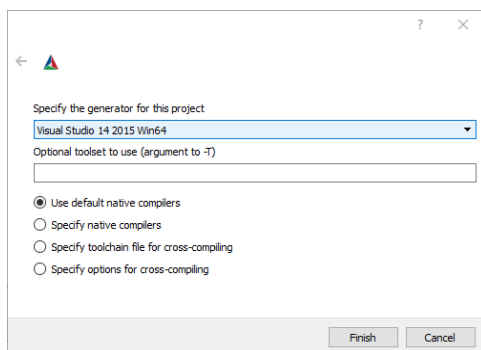 ?
Specify the generator for this project
Visual Studio 14 2015 Win64
Optional toolset to use (argument to -T)
Use default native compilers
Specify native compilers
Specify toolchain file for cross-compiling
Specify options for cross-compiling
Finish Cancel